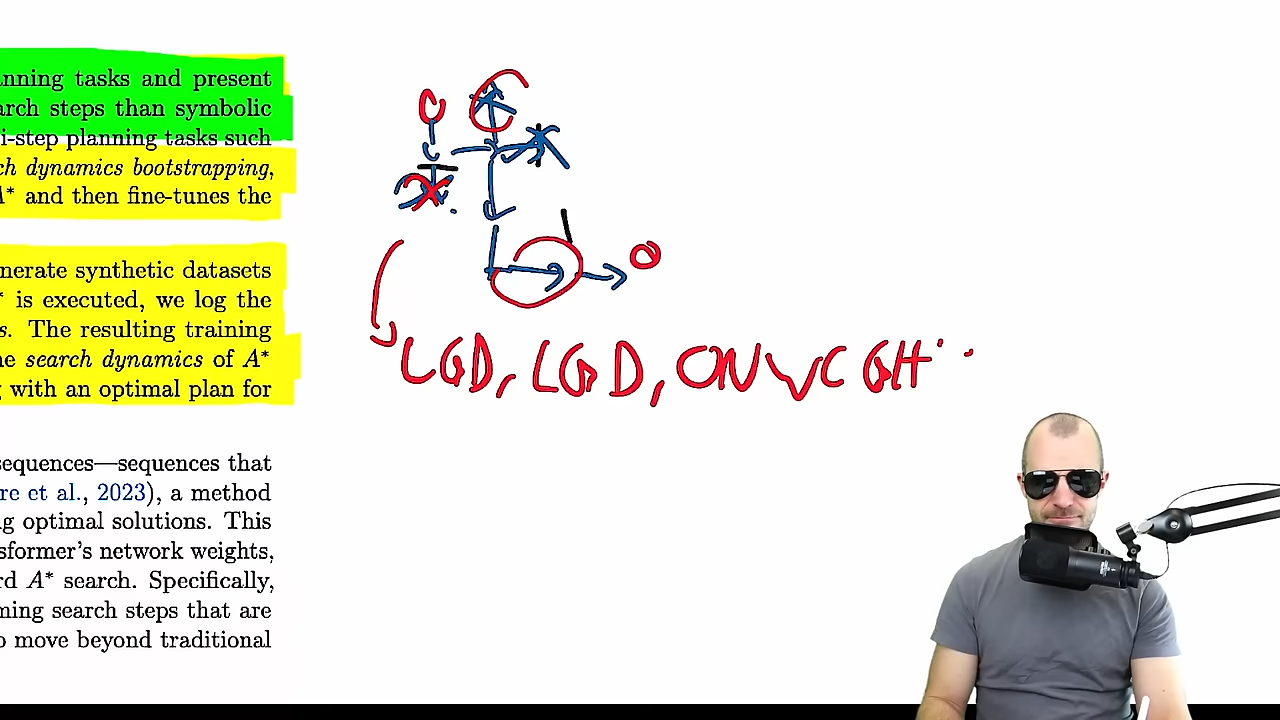 nning tasks and present
arch steps than symbolic
i-step planning tasks such
ch dynamics bootstrapping,
A* and then fine-tunes the
nerate synthetic datasets
* is executed, we log the
s. The resulting training
he search dynamics of A*
g with an optimal plan for
sequences—sequences that
re et al., 2023), a method
ng optimal solutions. This
sformer's network weights,
rd A* search. Specifically,
ming search steps that are
o move beyond traditional
LGD, LGD,